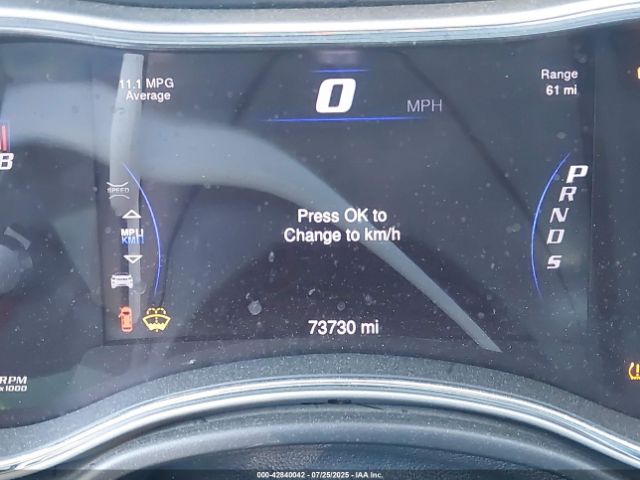 11.1 MPG
Average
0
MPH
Range
61 mi
B
SPEED
MPH
KM/H
Press OK to
Change to km/h
P
R
N
D
S
73730 mi
RPM
x1000
000-42840042 - 07/25/2025 - IAA Inc.